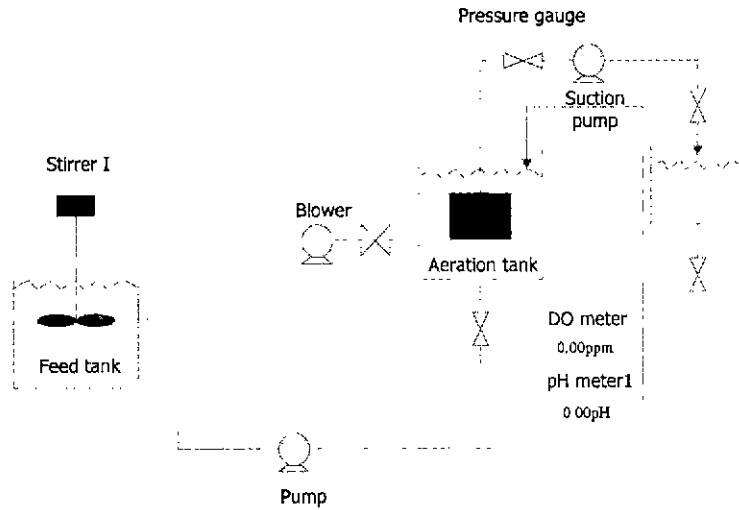 Pressure gauge
Suction
pump
Stirrer I
Blower
Aeration tank
DO meter
0.00ppm
Feed tank
pH meter1
0.00pH
Pump